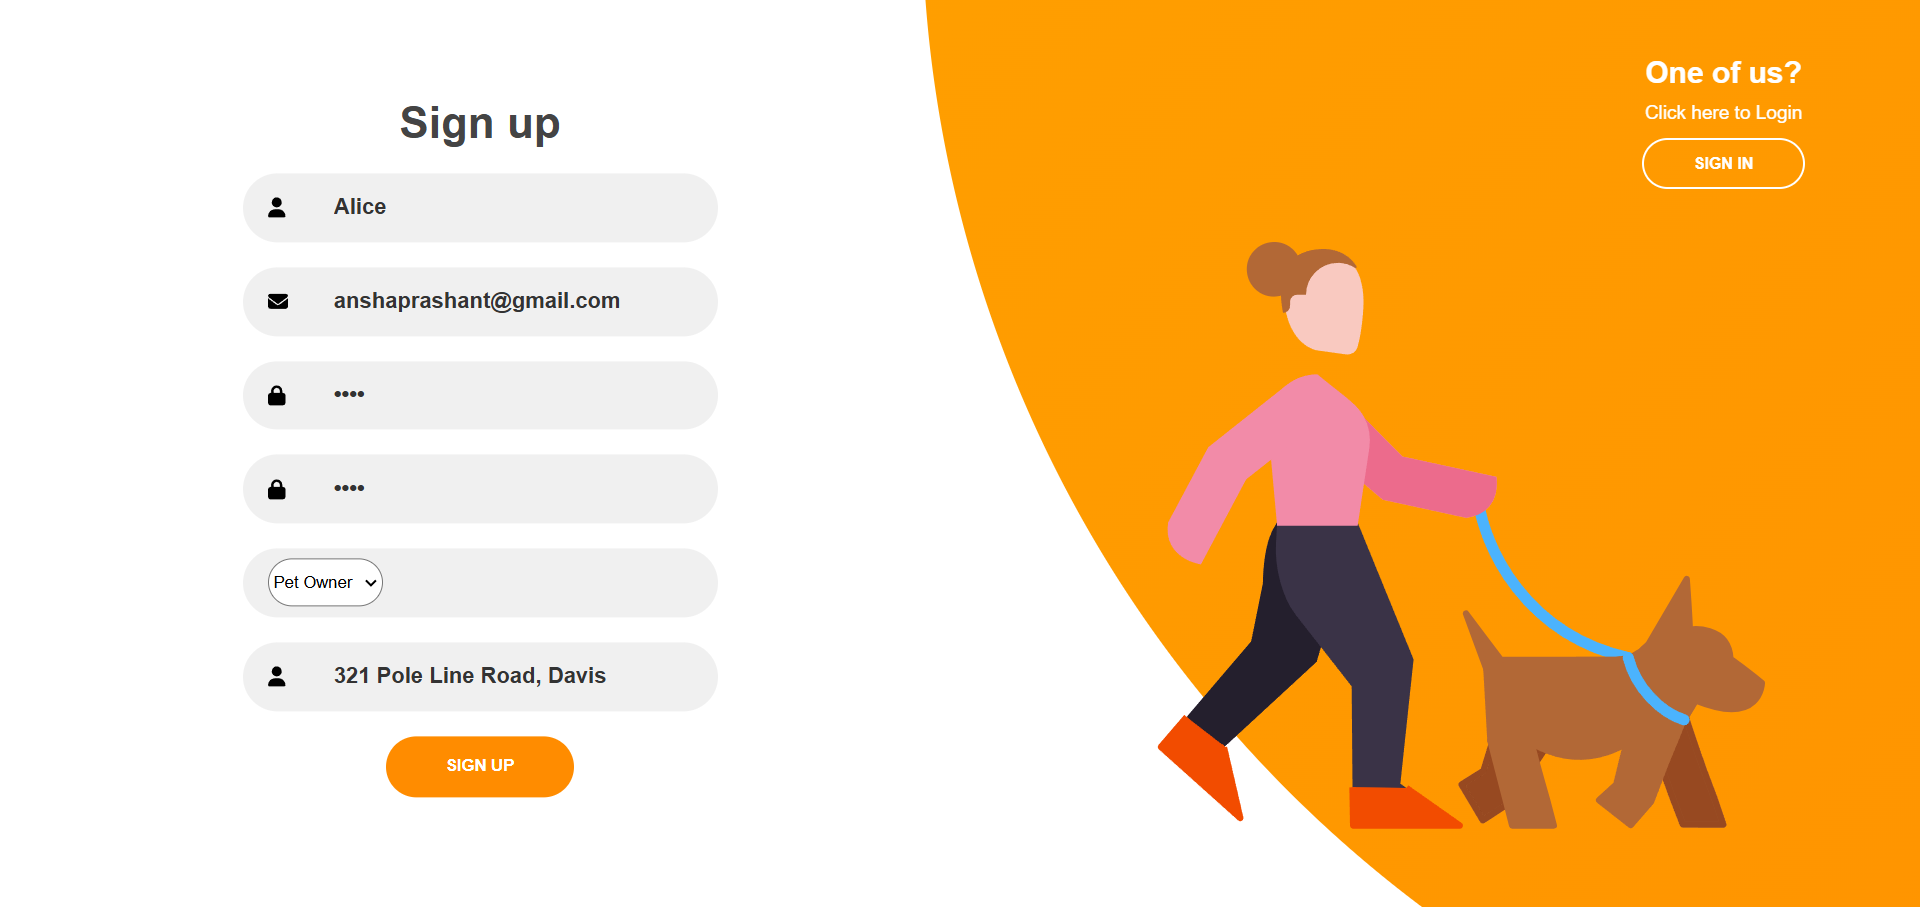 Sign up
Alice
anshaprashant@gmail.com
••••
••••
Pet Owner
321 Pole Line Road, Davis
SIGN UP
One of us?
Click here to Login
SIGN IN